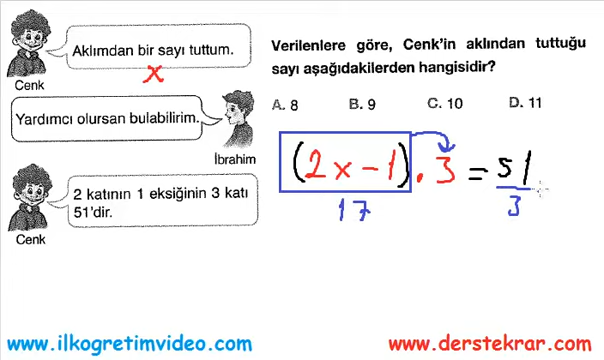 Aklımdan bir sayı tuttum.
x
Cenk
Yardımcı olursan bulabilirim.
İbrahim
2 katının 1 eksiğinin 3 katı
51'dir.
Cenk
Verilenlere göre, Cenk'in aklından tuttuğu
sayı aşağıdakilerden hangisidir?
A. 8 B. 9 C. 10 D. 11
(2x-1).3=51
17 3
www.ilkogretimvideo.com
www.derstekrar.com